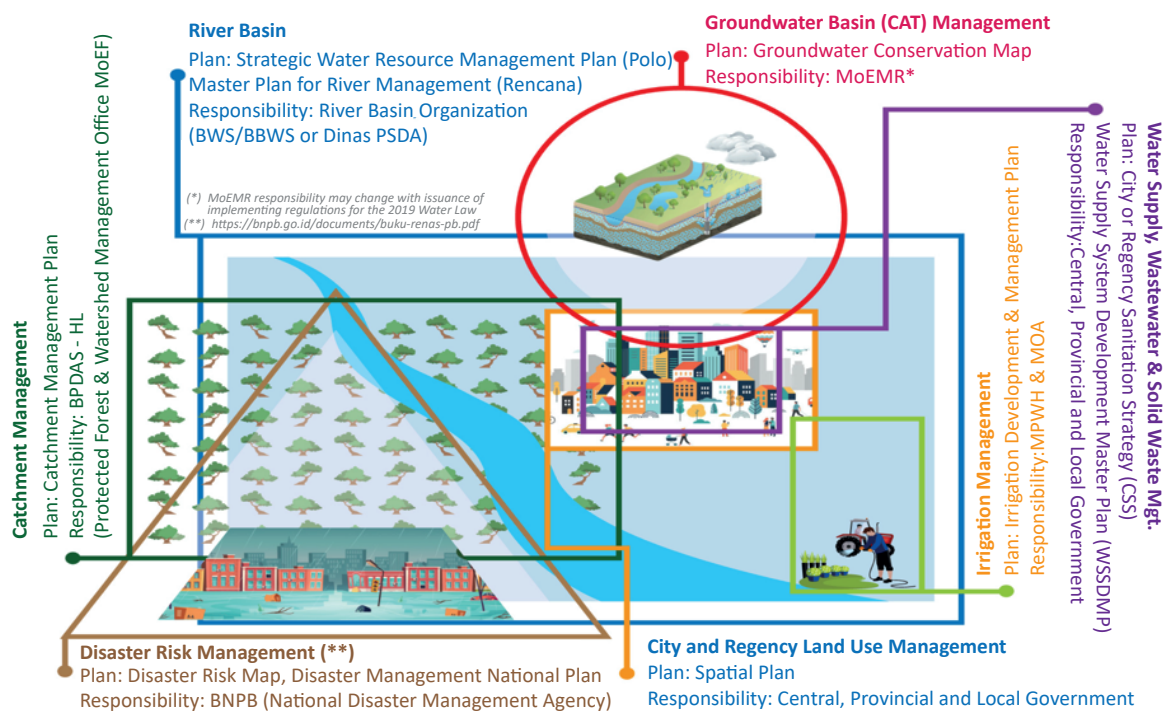 River Basin
Plan: Strategic Water Resource Management Plan (Polo)
Master Plan for River Management (Rencana)
Responsibility: River Basin Organization
(BWS/BBWS or Dinas PSDA)
Groundwater Basin (CAT) Management
Plan: Groundwater Conservation Map
Responsibility: MoEMR*
(*) MoEMR responsibility may change with issuance of
implementing regulations for the 2019 Water Law
(**) https://bnpb.go.id/documents/buku-renas-pb.pdf
Catchment Management
Plan: Catchment Management Plan
Responsibility: BPDAS - HL
(Protected Forest & Watershed Management Office MoEF)
Irrigation Management
Plan: Irrigation Development & Management Plan
Responsibility:MPWH & MOA
Water Supply, Wastewater & Solid Waste Mgt.
Plan: City or Regency Sanitation Strategy (CSS)
Water Supply System Development Master Plan (WSSDMP)
Responsibility:Central, Provincial and Local Government
Disaster Risk Management (**)
Plan: Disaster Risk Map, Disaster Management National Plan
Responsibility: BNPB (National Disaster Management Agency)
City and Regency Land Use Management
Plan: Spatial Plan
Responsibility: Central, Provincial and Local Government